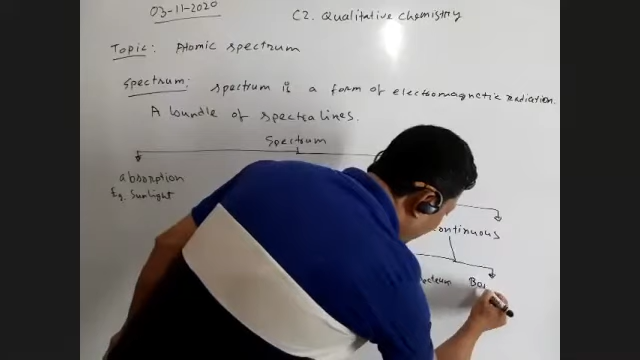 03-11-2020
C2. Qualitative chemistry
Topic: Atomic spectrum
Spectrum: spectrum is a form of electromagnetic radiation.
A bundle of spectralines.
Spectrum
absorption
Eg. Sunlight
continuous